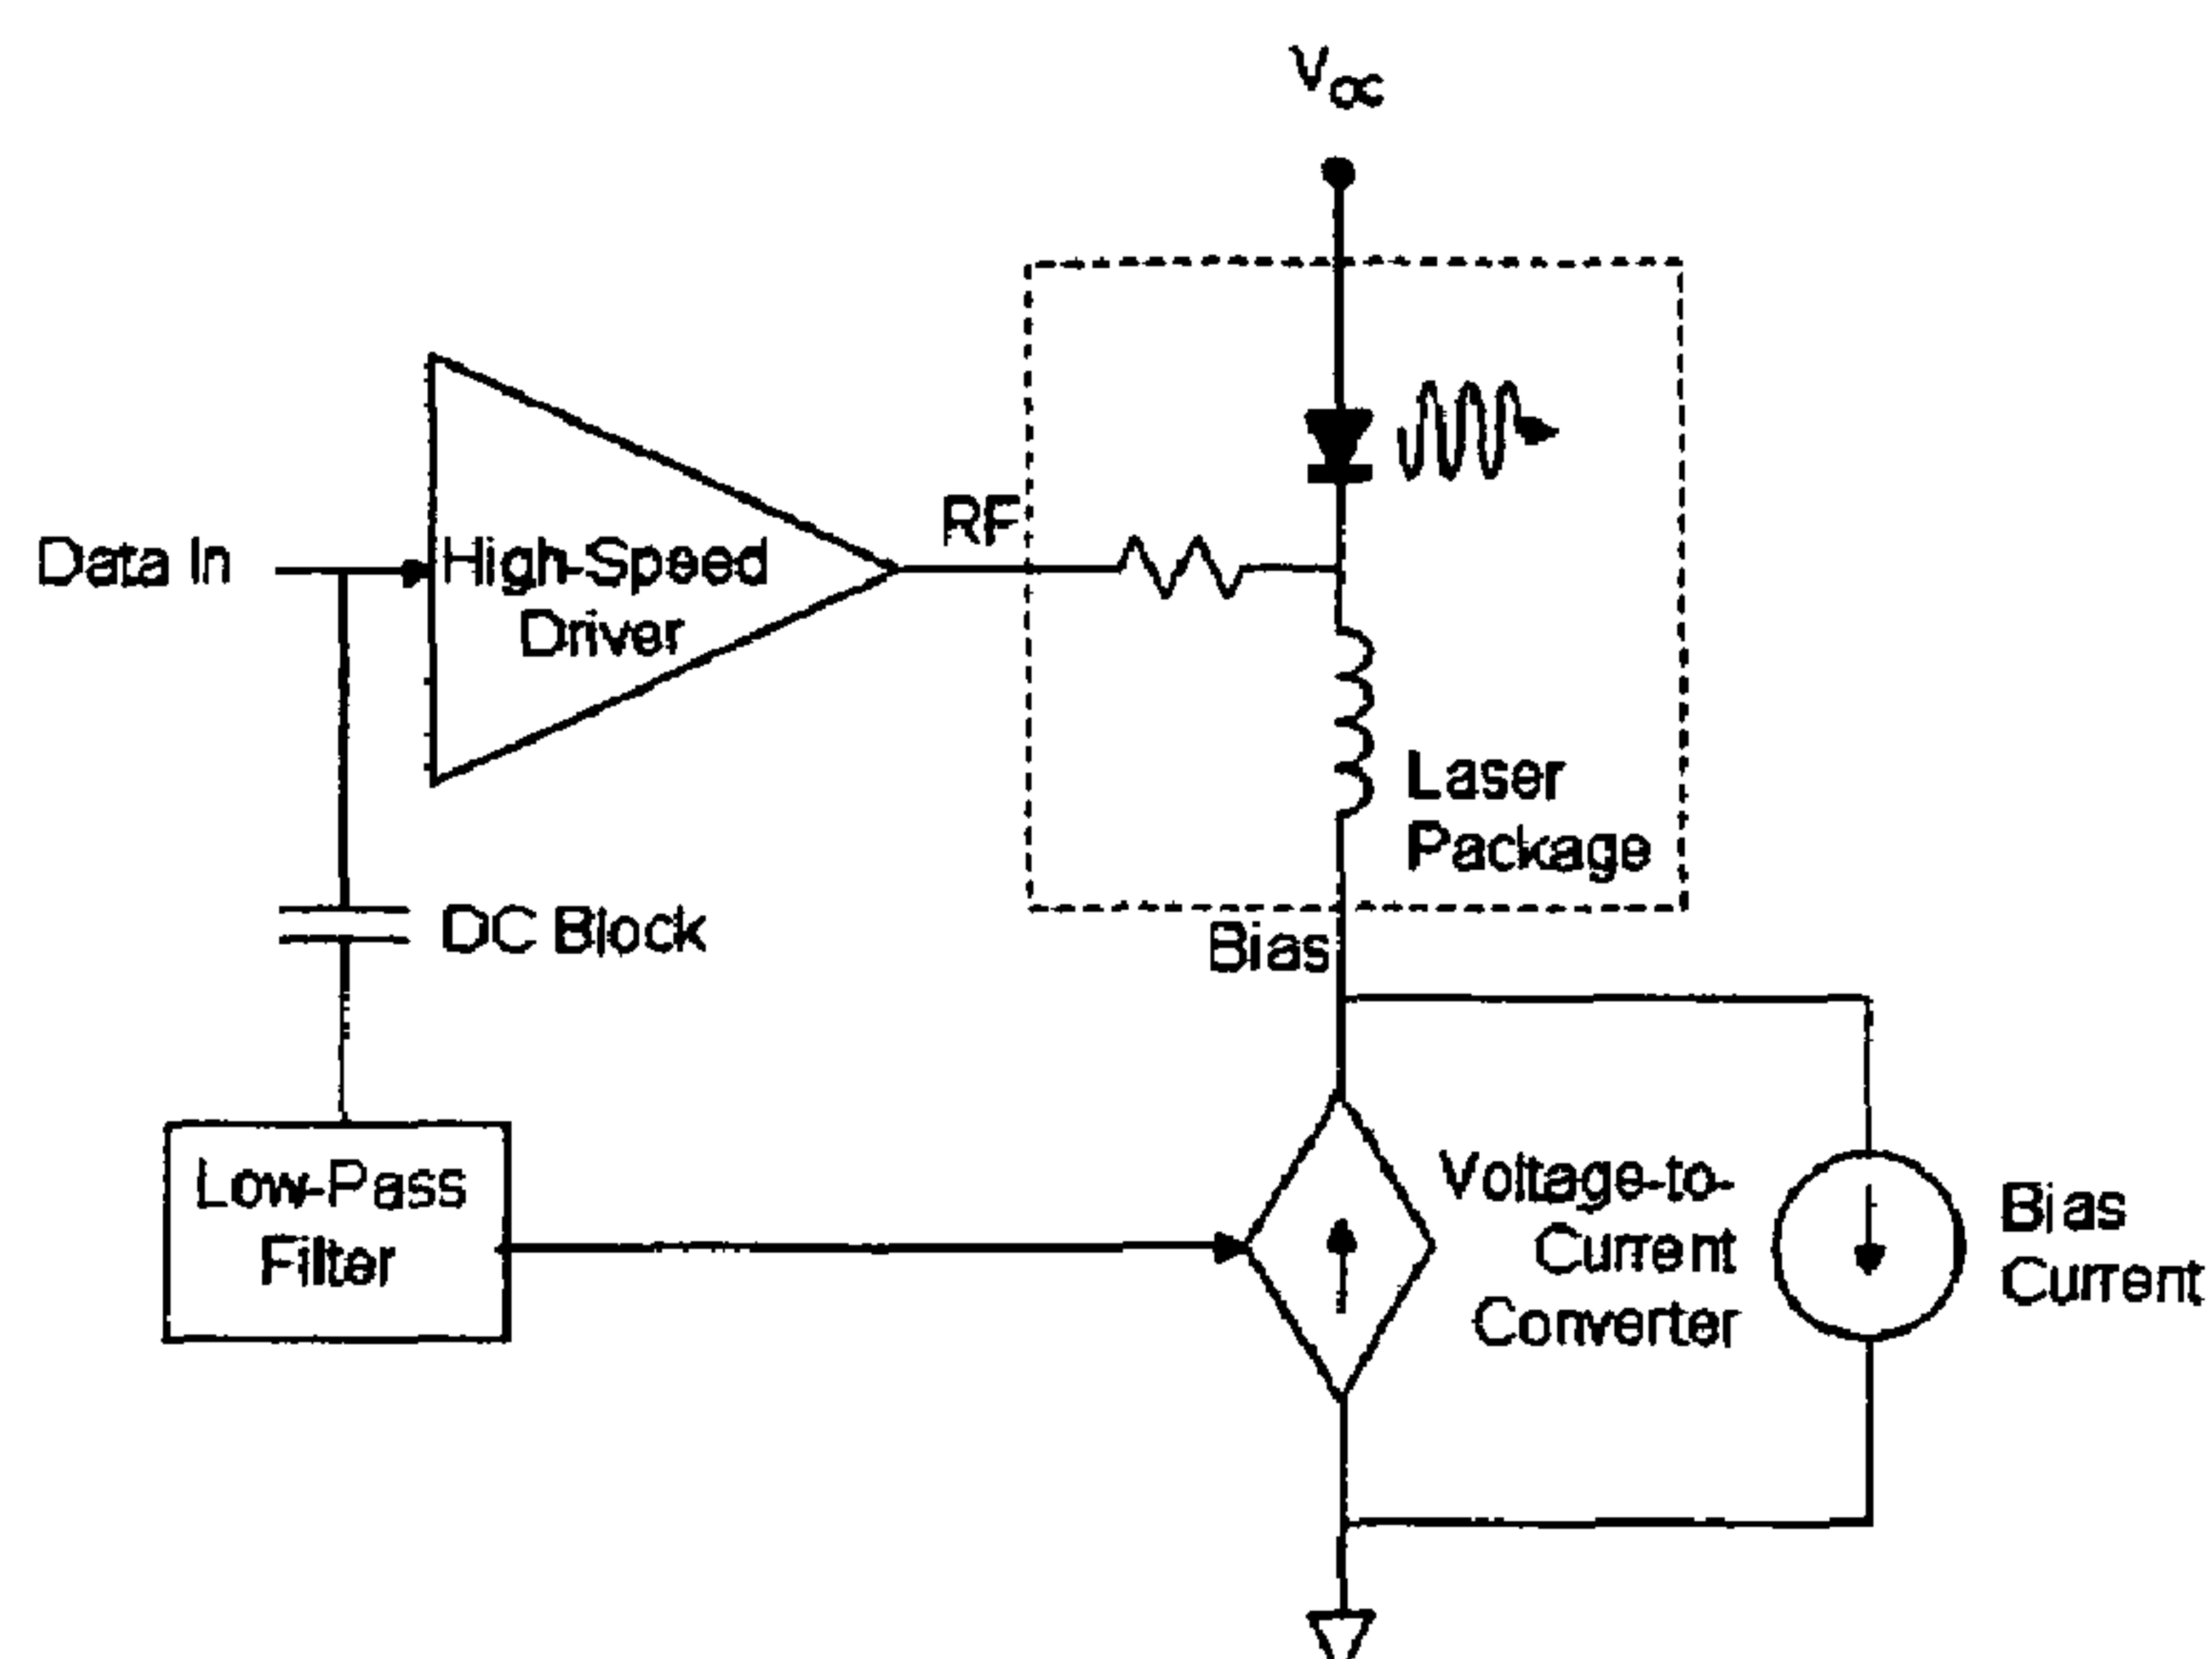 Vcc
Data In
High-Speed
Driver
RF
Laser
Package
DC Block
Bias
Low-Pass
Filter
Voltage-to-
Current
Converter
Bias
Current